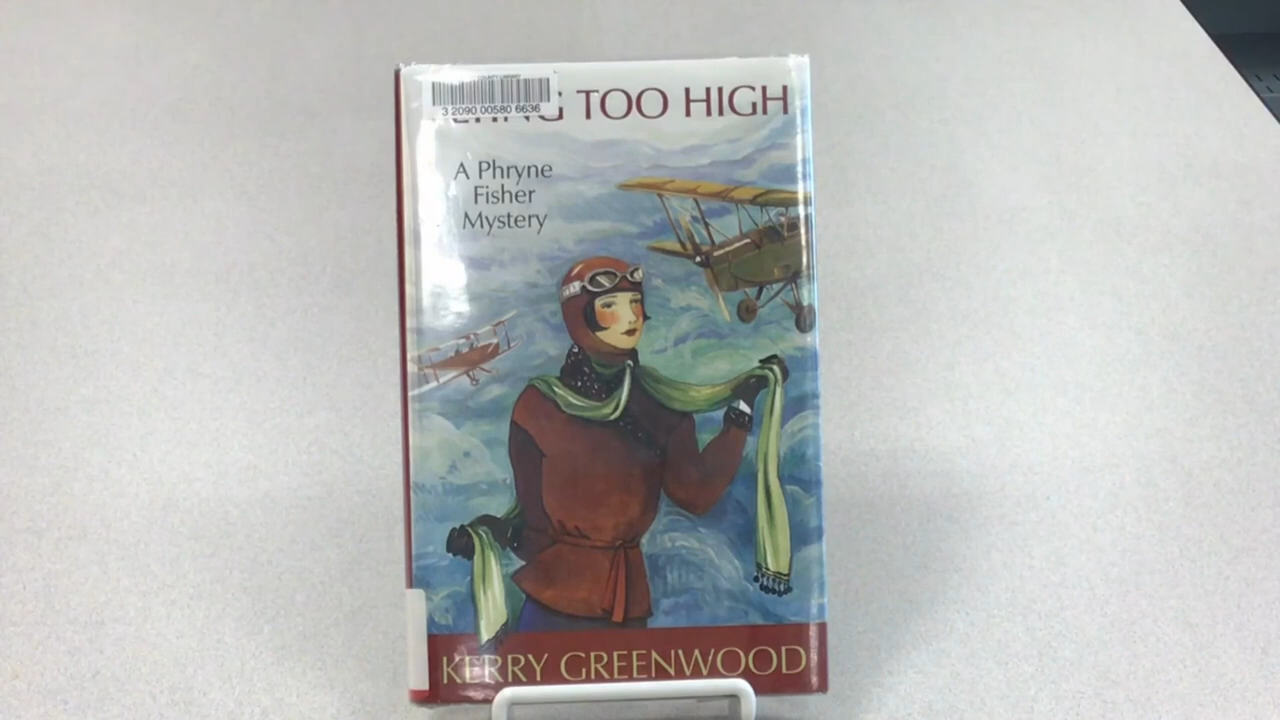 3 2090 00580 6636
TOO HIGH
A Phryne
Fisher
Mystery
KERRY GREENWOOD